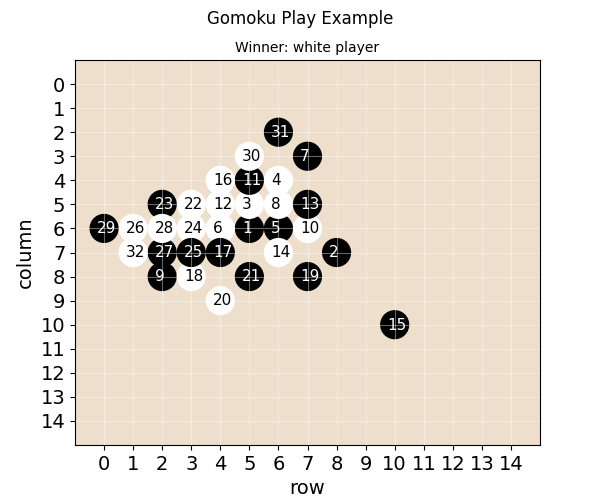 Gomoku Play Example
Winner: white player
0
1
2 31
3 30 7
4 16 11 4
5 23 22 12 3 8 13
6 29 26 28 24 6 1 5 10
7 32 27 25 17 14 2
8 9 18 21 19
9 20
10 15
11
12
13
14
column
0 1 2 3 4 5 6 7 8 9 10 11 12 13 14
row